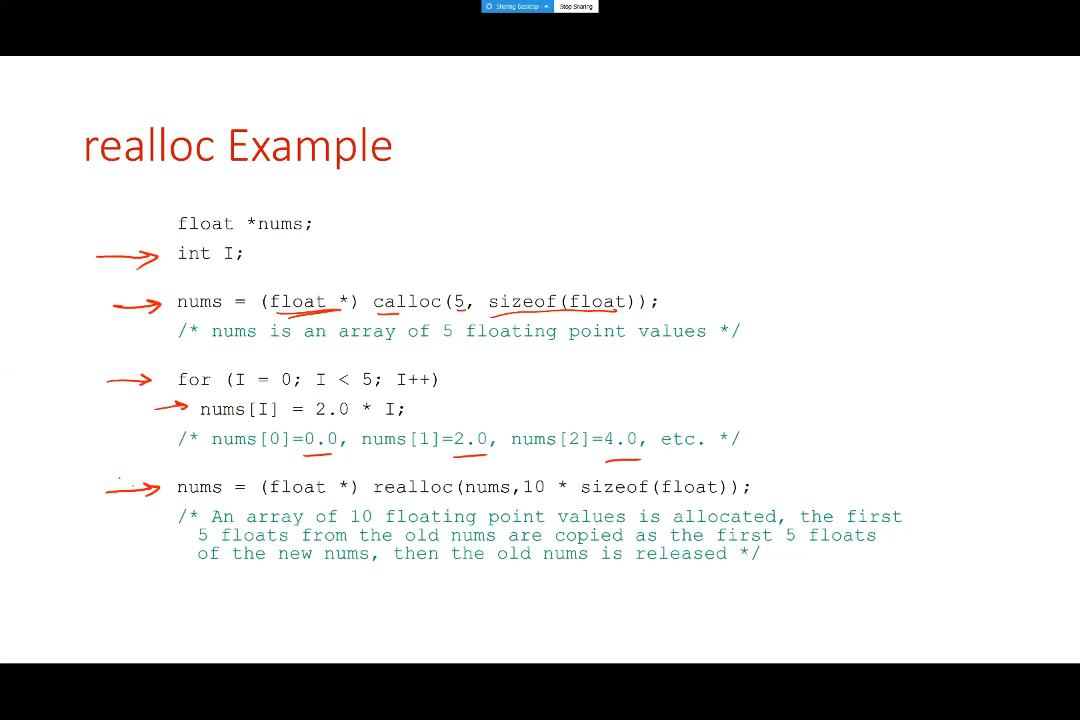 Sharing Desktop Stop Sharing
realloc Example
float *nums;
int I;
nums = (float *) calloc(5, sizeof(float));
/* nums is an array of 5 floating point values */
for (I = 0; I < 5; I++)
nums[I] = 2.0 * I;
/* nums[0]=0.0, nums[1]=2.0, nums[2]=4.0, etc. */
nums = (float *) realloc(nums,10 * sizeof(float));
/* An array of 10 floating point values is allocated, the first
5 floats from the old nums are copied as the first 5 floats
of the new nums, then the old nums is released */